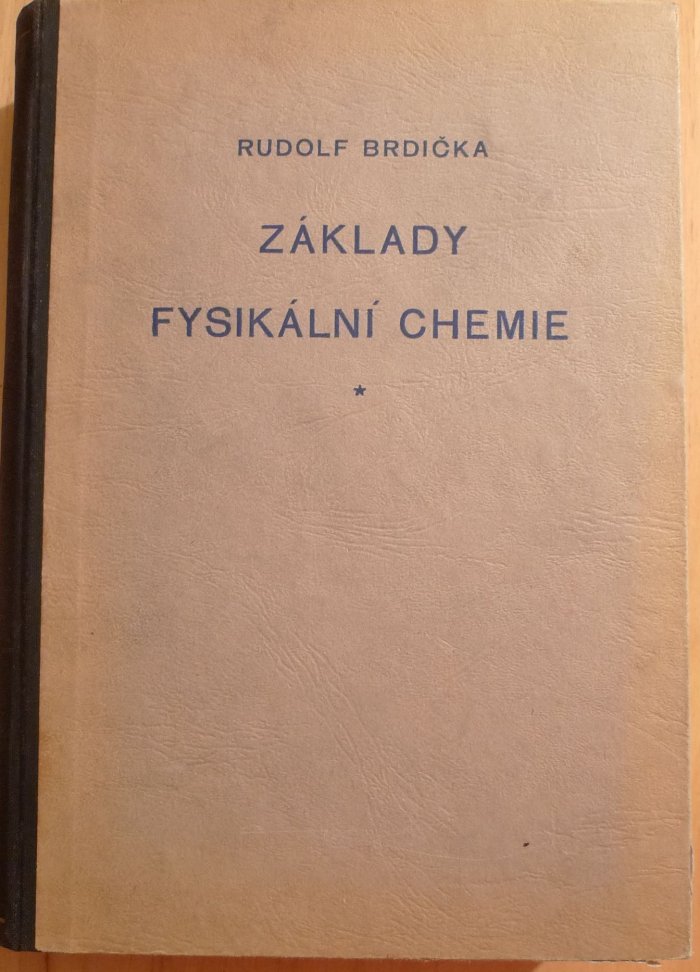 RUDOLF BRDIČKA
ZÁKLADY
FYSIKÁLNÍ CHEMIE
*